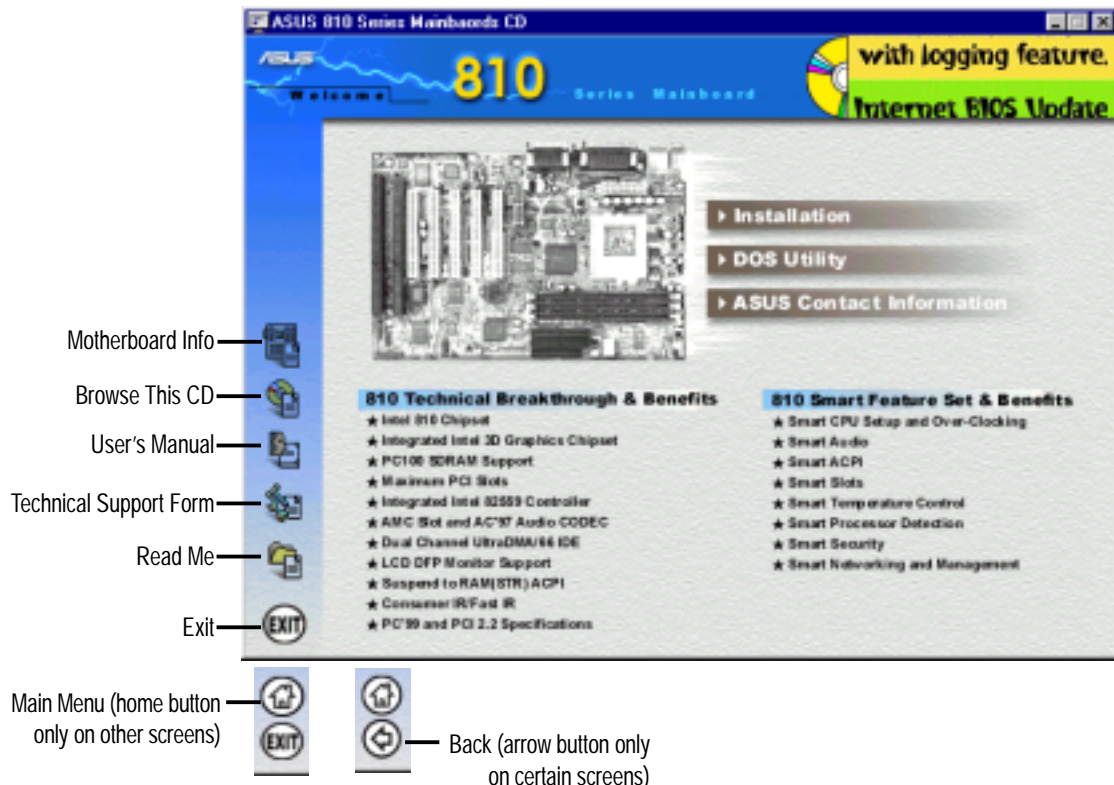 ASUS 810 Series Mainbaords CD
ASUS
Welcome
810
Series Mainboard
with logging feature.
Internet BIOS Update
Installation
DOS Utility
ASUS Contact Information
Motherboard Info
Browse This CD
User's Manual
Technical Support Form
Read Me
Exit
EXIT
810 Technical Breakthrough & Benefits
★ Intel 810 Chipset
★ Integrated Intel 3D Graphics Chipset
★ PC100 SDRAM Support
★ Maximum PCI Slots
★ Integrated Intel 82559 Controller
★ AMC Slot and AC'97 Audio CODEC
★ Dual Channel UltraDMA/66 IDE
★ LCD DFP Monitor Support
★ Suspend to RAM(STR) ACPI
★ Consumer IR/Fast IR
★ PC'99 and PCI 2.2 Specifications
810 Smart Feature Set & Benefits
★ Smart CPU Setup and Over-Clocking
★ Smart Audio
★ Smart ACPI
★ Smart Slots
★ Smart Temperature Control
★ Smart Processor Detection
★ Smart Security
★ Smart Networking and Management
Main Menu (home button
only on other screens)
EXIT
Back (arrow button only
on certain screens)